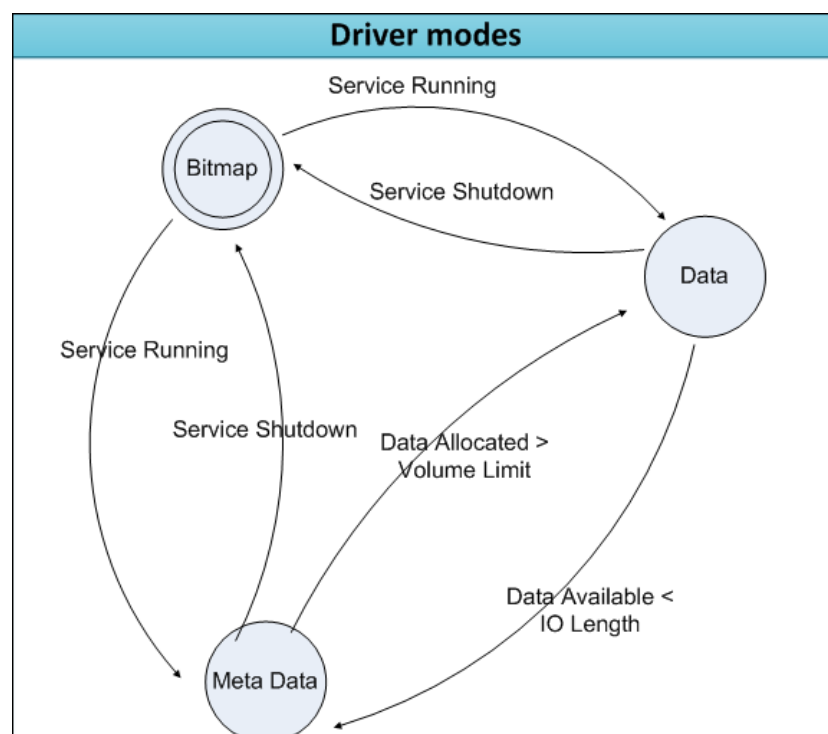 Driver modes
Service Running
Bitmap
Service Shutdown
Data
Service Running
Service Shutdown
Data Allocated >
Volume Limit
Data Available <
IO Length
Meta Data